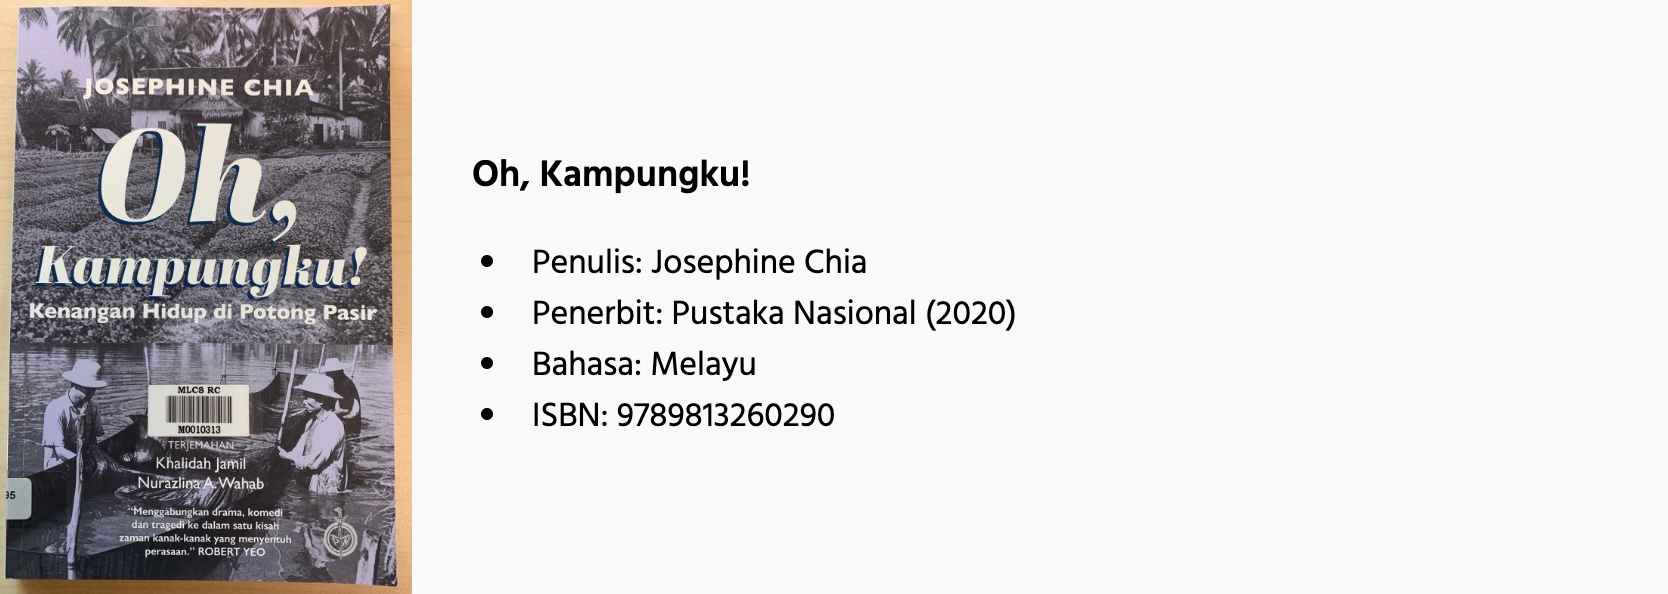 JOSEPHINE CHIA
Oh,
Kampungku!
Kenangan Hidup di Potong Pasir
MLCS RC
M0010313
TERJEMAHAN
Khalidah Jamil
Nurazlina A. Wahab
95
"Menggabungkan drama, komedi
dan tragedi ke dalam satu kisah
zaman kanak-kanak yang menyentuh
perasaan." ROBERT YEO
Oh, Kampungku!
• Penulis: Josephine Chia
• Penerbit: Pustaka Nasional (2020)
• Bahasa: Melayu
• ISBN: 9789813260290